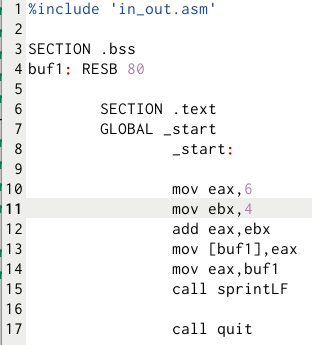 1 %include 'in_out.asm'
2
3 SECTION .bss
4 buf1: RESB 80
5
6 SECTION .text
7 GLOBAL _start
8 _start:
9
10 mov eax,6
11 mov ebx,4
12 add eax,ebx
13 mov [buf1],eax
14 mov eax,buf1
15 call sprintLF
16
17 call quit